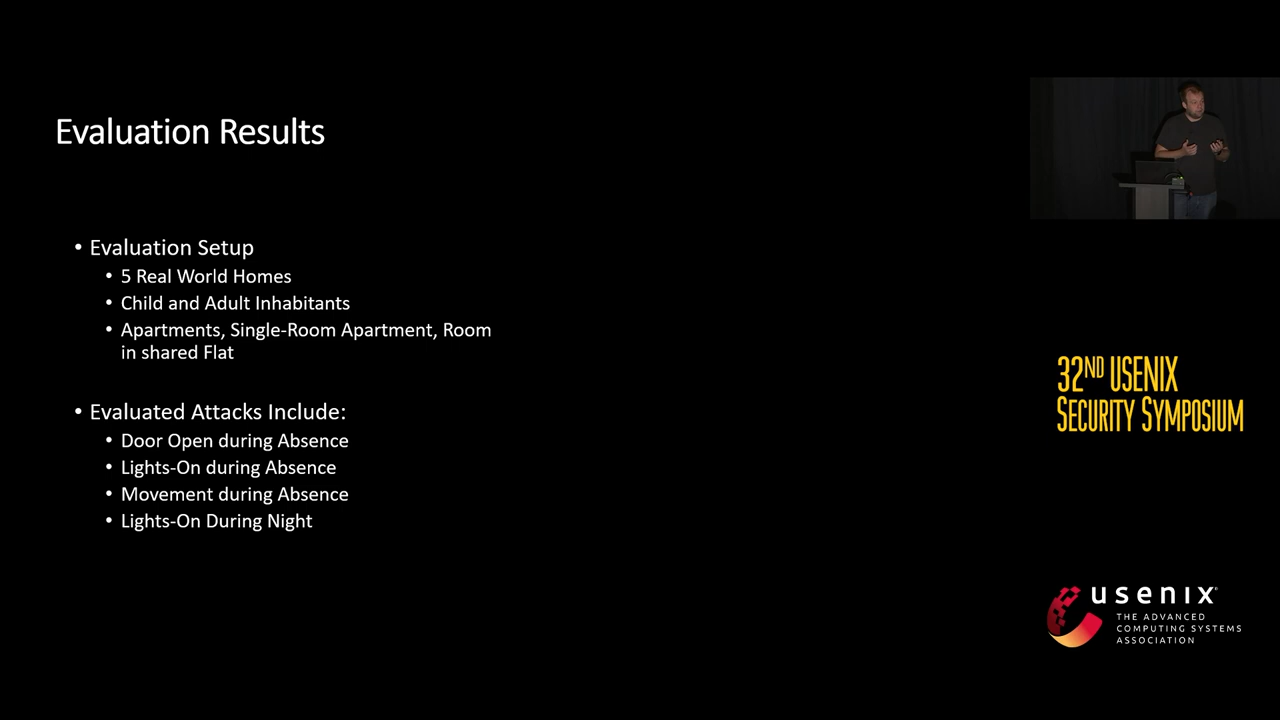 Evaluation Results
• Evaluation Setup
• 5 Real World Homes
• Child and Adult Inhabitants
• Apartments, Single-Room Apartment, Room
in shared Flat
• Evaluated Attacks Include:
• Door Open during Absence
• Lights-On during Absence
• Movement during Absence
• Lights-On During Night
32ND USENIX
SECURITY SYMPOSIUM
usenix®
THE ADVANCED
COMPUTING SYSTEMS
ASSOCIATION